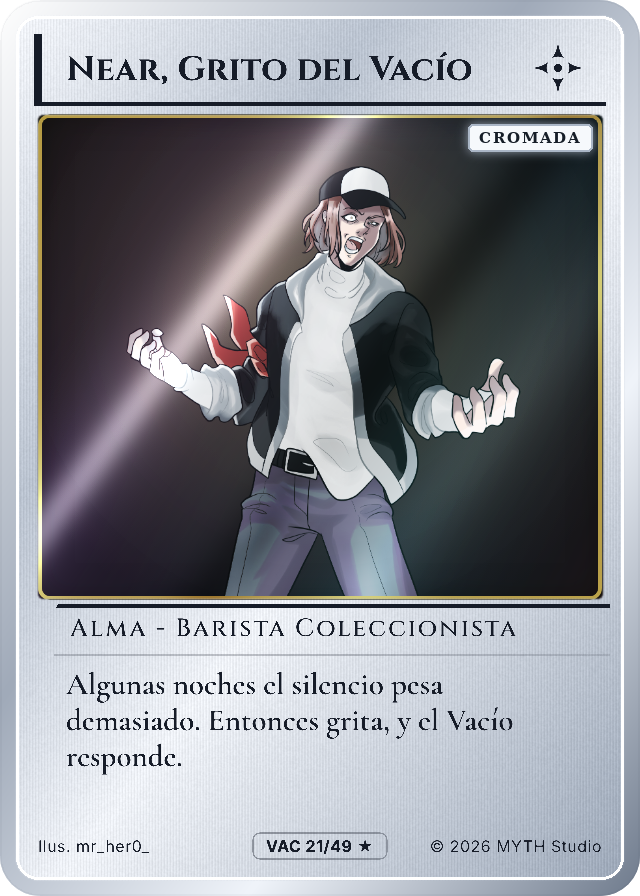 Near, Grito del Vacío
CROMADA
Alma - Barista Coleccionista
Algunas noches el silencio pesa
demasiado. Entonces grita, y el Vacío
responde.
Ilus. mr_her0_
VAC 21/49 ★
© 2026 MYTH Studio